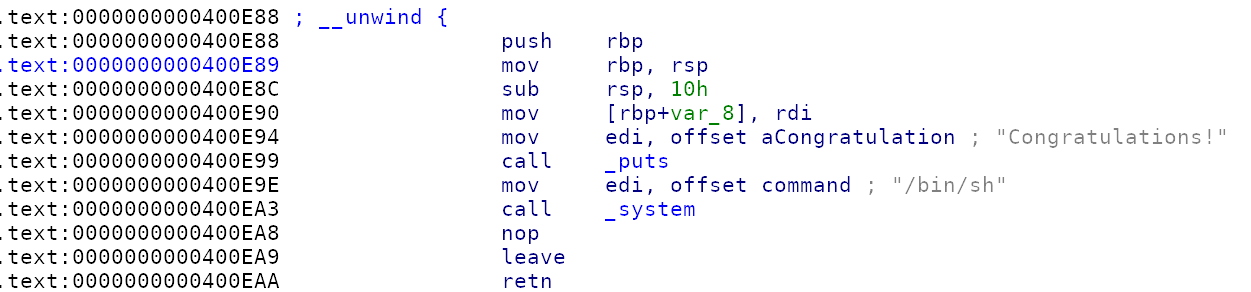 .text:0000000000400E88 ; __unwind {
.text:0000000000400E88 push rbp
.text:0000000000400E89 mov rbp, rsp
.text:0000000000400E8C sub rsp, 10h
.text:0000000000400E90 mov [rbp+var_8], rdi
.text:0000000000400E94 mov edi, offset aCongratulation ; "Congratulations!"
.text:0000000000400E99 call _puts
.text:0000000000400E9E mov edi, offset command ; "/bin/sh"
.text:0000000000400EA3 call _system
.text:0000000000400EA8 nop
.text:0000000000400EA9 leave
.text:0000000000400EAA retn